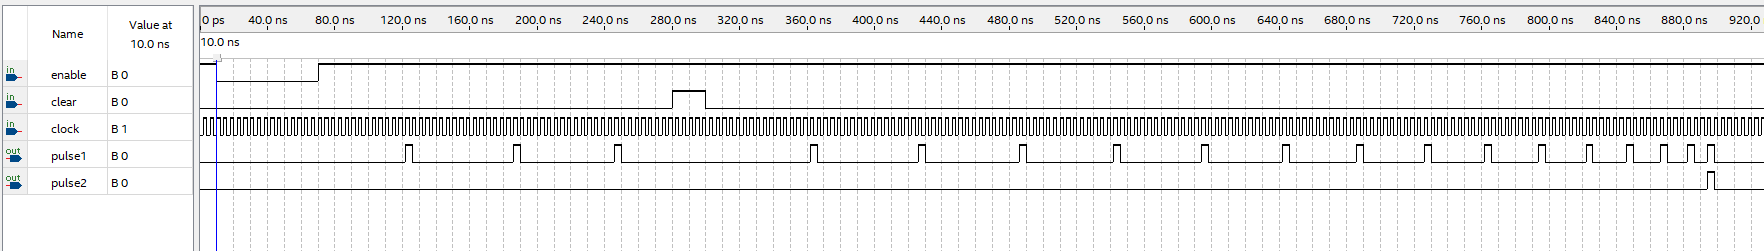 Name
Value at
10.0 ns
0 ps 40.0 ns 80.0 ns 120.0 ns 160.0 ns 200.0 ns 240.0 ns 280.0 ns 320.0 ns 360.0 ns 400.0 ns 440.0 ns 480.0 ns 520.0 ns 560.0 ns 600.0 ns 640.0 ns 680.0 ns 720.0 ns 760.0 ns 800.0 ns 840.0 ns 880.0 ns 920.0
10.0 ns
in enable B 0
in clear B 0
in clock B 1
out pulse1 B 0
out pulse2 B 0